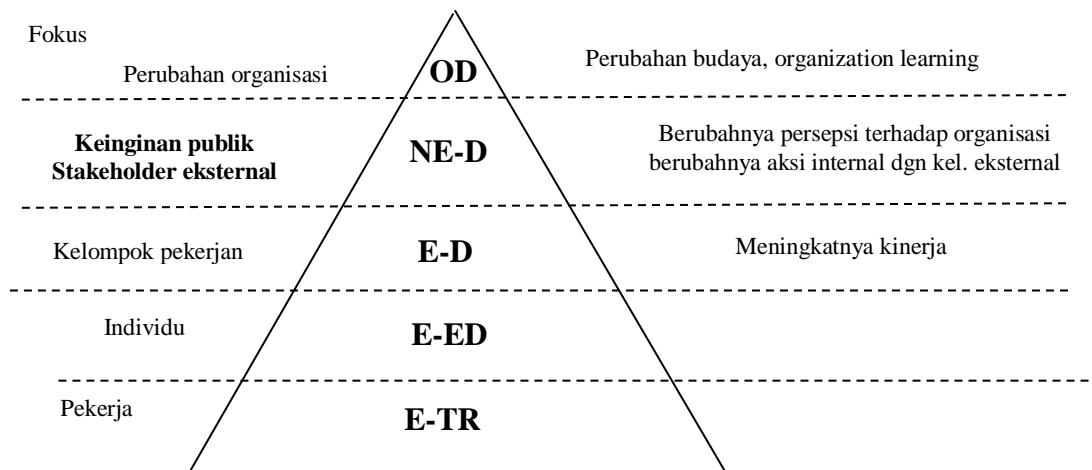 Fokus
Perubahan organisasi
OD
Perubahan budaya, organization learning
Keinginan publik
Stakeholder eksternal
NE-D
Berubahnya persepsi terhadap organisasi
berubahnya aksi internal dgn kel. eksternal
Kelompok pekerjan
E-D
Meningkatnya kinerja
Individu
E-ED
Pekerja
E-TR